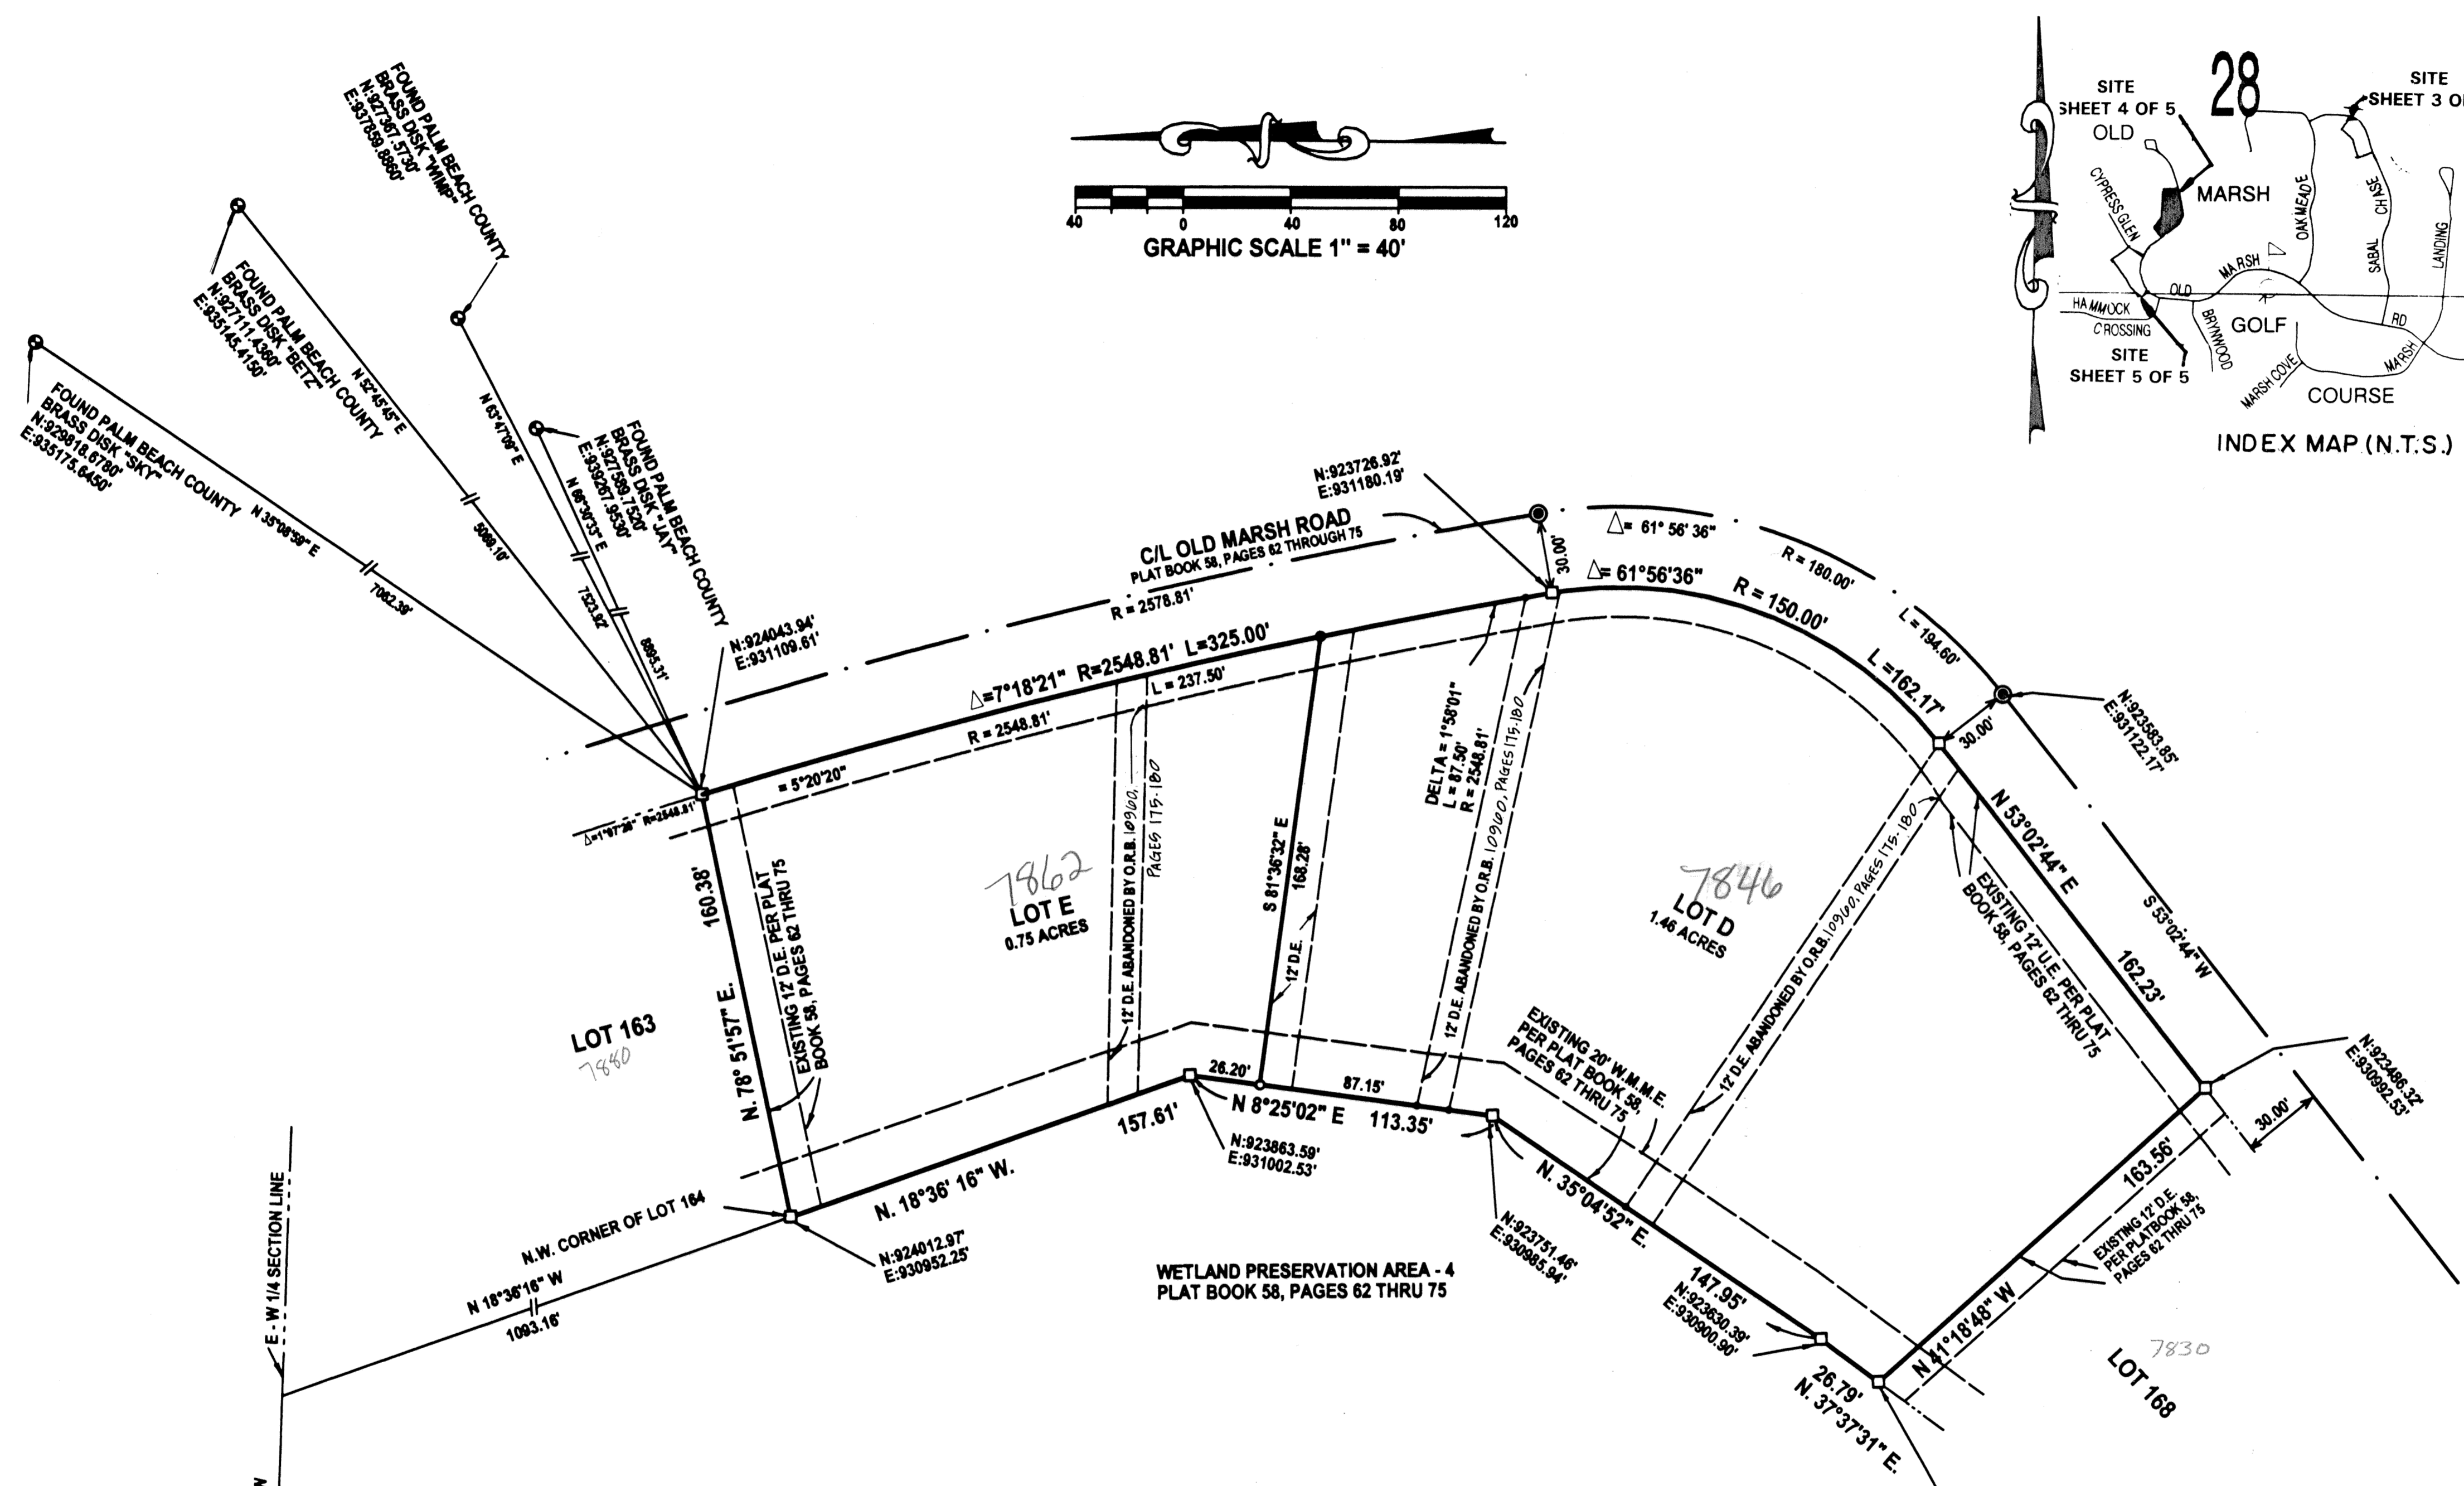 FOUND PALM BEACH COUNTY
BRASS DISK "WIMP"
N:927367.5730'
E:937859.8860'
FOUND PALM BEACH COUNTY
BRASS DISK "BETZ"
N:927111.4360'
E:935145.4150'
FOUND PALM BEACH COUNTY
BRASS DISK "SKY"
N:929818.6780'
E:935175.6450'
FOUND PALM BEACH COUNTY
BRASS DISK "JAY"
N:927589.7520'
E:939267.9530'
N 35°08'59" E
7062.39'
N 52°45'45" E
5069.10'
N 63°47'09" E
7523.92'
N 66°30'33" E
8895.31'
40 0 40 80 120
GRAPHIC SCALE 1" = 40'
28
SITE
SHEET 4 OF 5
SITE
SHEET 3 O
OLD
MARSH
CYPRESS GLEN
OAKMEADE
SABAL CHASE
LANDING
MARSH
OLD
HAMMOCK
CROSSING
BRYNWOOD
GOLF
RD
MARSH
MARSH COVE
COURSE
SITE
SHEET 5 OF 5
INDEX MAP (N.T.S.)
N:923726.92'
E:931180.19'
C/L OLD MARSH ROAD
PLAT BOOK 58, PAGES 62 THROUGH 75
R = 2578.81'
30.00'
△= 61° 56' 36"
R = 180.00'
L = 194.60'
△= 61°56'36"
R = 150.00'
L =162.17'
30.00'
N:923583.85'
E:931122.17'
N:924043.94'
E:931109.61'
△=7°18'21" R=2548.81' L=325.00'
L = 237.50'
R = 2548.81'
= 5°20'20"
△=1°07'26" R=2548.81'
DELTA = 1°58'01"
L = 87.50'
R = 2548.81'
160.38'
N. 78° 51'57" E.
EXISTING 12' D.E. PER PLAT
BOOK 58, PAGES 62 THRU 75
7862
LOT E
0.75 ACRES
12' D.E. ABANDONED BY O.R.B. 10960,
PAGES 175-180
S 81°36'32" E
168.28'
12' D.E.
12' D.E. ABANDONED BY O.R.B. 10960, PAGES 175-180
7846
LOT D
1.46 ACRES
12' D.E. ABANDONED BY O.R.B. 10960, PAGES 175-180
EXISTING 12' U.E. PER PLAT
BOOK 58, PAGES 62 THRU 75
N 53°02'44" E
162.23'
S 53°02'44" W
N:923486.32'
E:930992.53'
30.00'
LOT 163
7880
EXISTING 20' W.M.M.E.
PER PLAT BOOK 58,
PAGES 62 THRU 75
26.20'
87.15'
N 8°25'02" E 113.35'
157.61'
N. 18°36' 16" W.
N:923863.59'
E:931002.53'
N.W. CORNER OF LOT 164
N:924012.97'
E:930952.25'
N 18°36'16" W
1093.16'
E - W 1/4 SECTION LINE
WETLAND PRESERVATION AREA - 4
PLAT BOOK 58, PAGES 62 THRU 75
N:923751.46'
E:930985.94'
N. 35°04'52" E.
147.95'
N:923630.39'
E:930900.90'
26.79'
N. 37°37'31" E.
163.56'
N 41°18'48" W
EXISTING 12' D.E.
PER PLATBOOK 58,
PAGES 62 THRU 75
7830
LOT 168
W